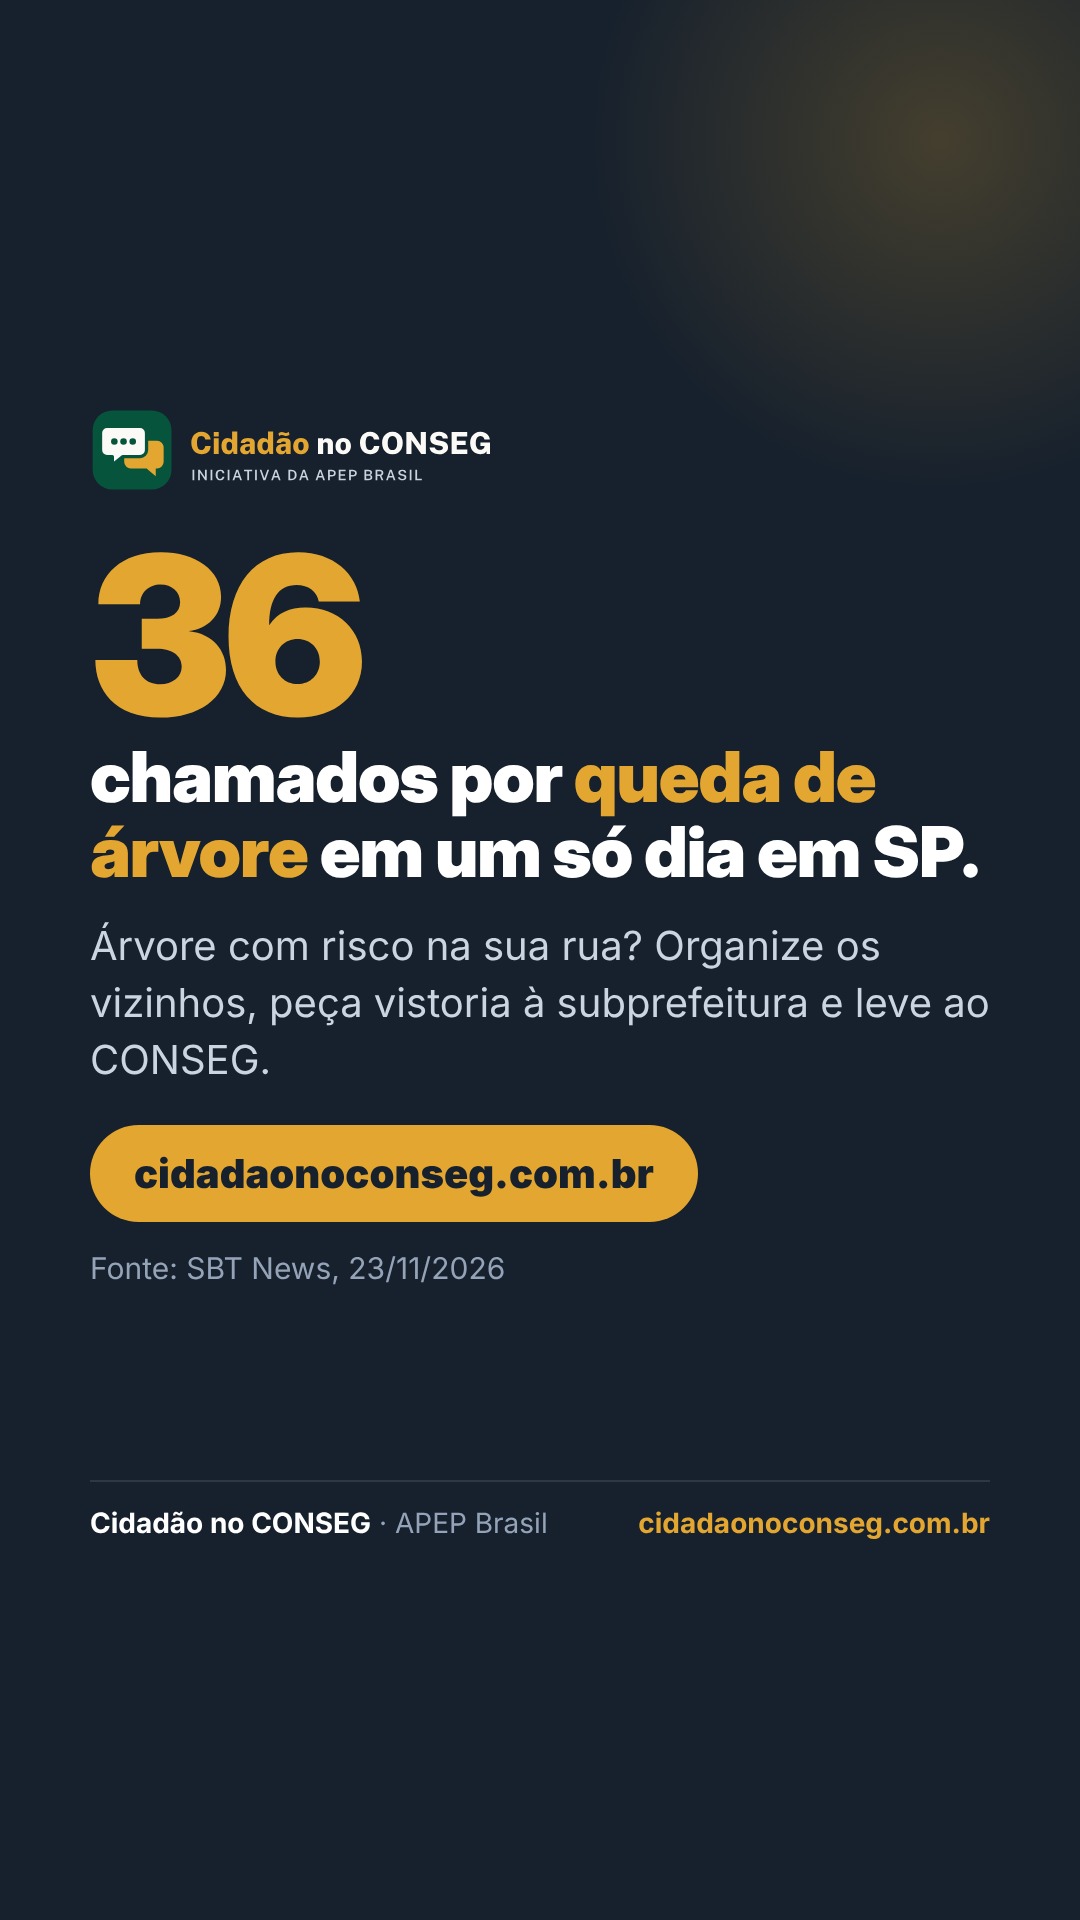 Cidadão no CONSEG
INICIATIVA DA APEP BRASIL
36
chamados por queda de
árvore em um só dia em SP.
Árvore com risco na sua rua? Organize os
vizinhos, peça vistoria à subprefeitura e leve ao
CONSEG.
cidadaonoconseg.com.br
Fonte: SBT News, 23/11/2026
Cidadão no CONSEG · APEP Brasil cidadaonoconseg.com.br